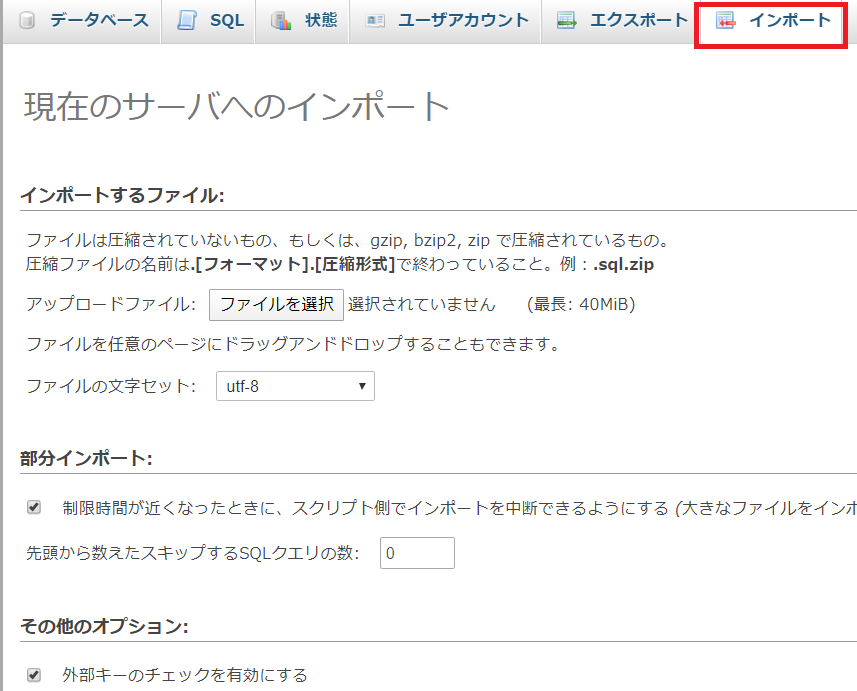 データベース SQL 状態 ユーザアカウント エクスポート インポート
現在のサーバへのインポート
インポートするファイル:
ファイルは圧縮されていないもの、もしくは、gzip, bzip2, zip で圧縮されているもの。
圧縮ファイルの名前は.[フォーマット].[圧縮形式]で終わっていること。例：.sql.zip
アップロードファイル: ファイルを選択 選択されていません (最長: 40MiB)
ファイルを任意のページにドラッグアンドドロップすることもできます。
ファイルの文字セット: utf-8
部分インポート:
制限時間が近くなったときに、スクリプト側でインポートを中断できるようにする (大きなファイルをインポ
先頭から数えたスキップするSQLクエリの数: 0
その他のオプション:
外部キーのチェックを有効にする